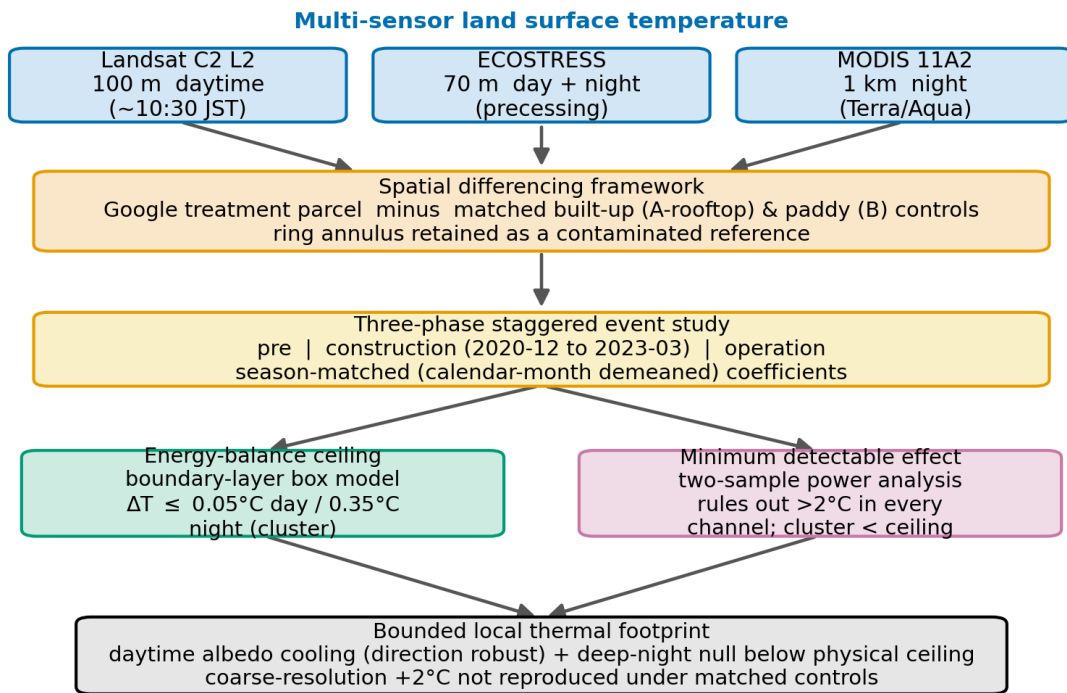 Multi-sensor land surface temperature
Landsat C2 L2
100 m  daytime
(~10:30 JST)
ECOSTRESS
70 m  day + night
(precessing)
MODIS 11A2
1 km  night
(Terra/Aqua)
Spatial differencing framework
Google treatment parcel  minus  matched built-up (A-rooftop) & paddy (B) controls
ring annulus retained as a contaminated reference
Three-phase staggered event study
pre  |  construction (2020-12 to 2023-03)  |  operation
season-matched (calendar-month demeaned) coefficients
Energy-balance ceiling
boundary-layer box model
ΔT ≤ 0.05°C day / 0.35°C
night (cluster)
Minimum detectable effect
two-sample power analysis
rules out >2°C in every
channel; cluster < ceiling
Bounded local thermal footprint
daytime albedo cooling (direction robust) + deep-night null below physical ceiling
coarse-resolution +2°C not reproduced under matched controls